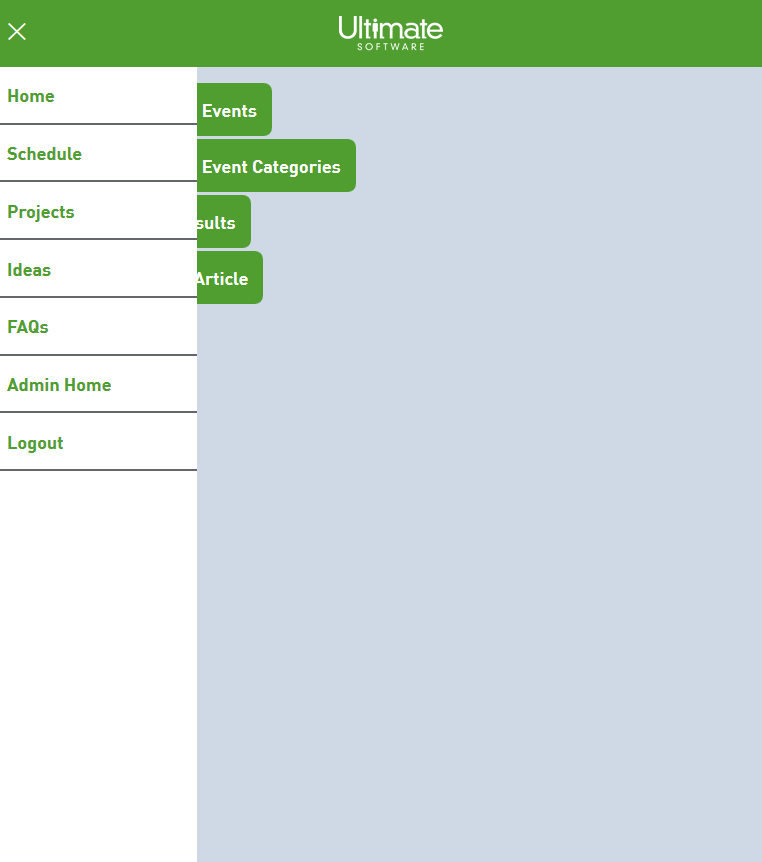 Ultimate
SOFTWARE
Home
Schedule
Projects
Ideas
FAQs
Admin Home
Logout
Events
Event Categories
sults
Article